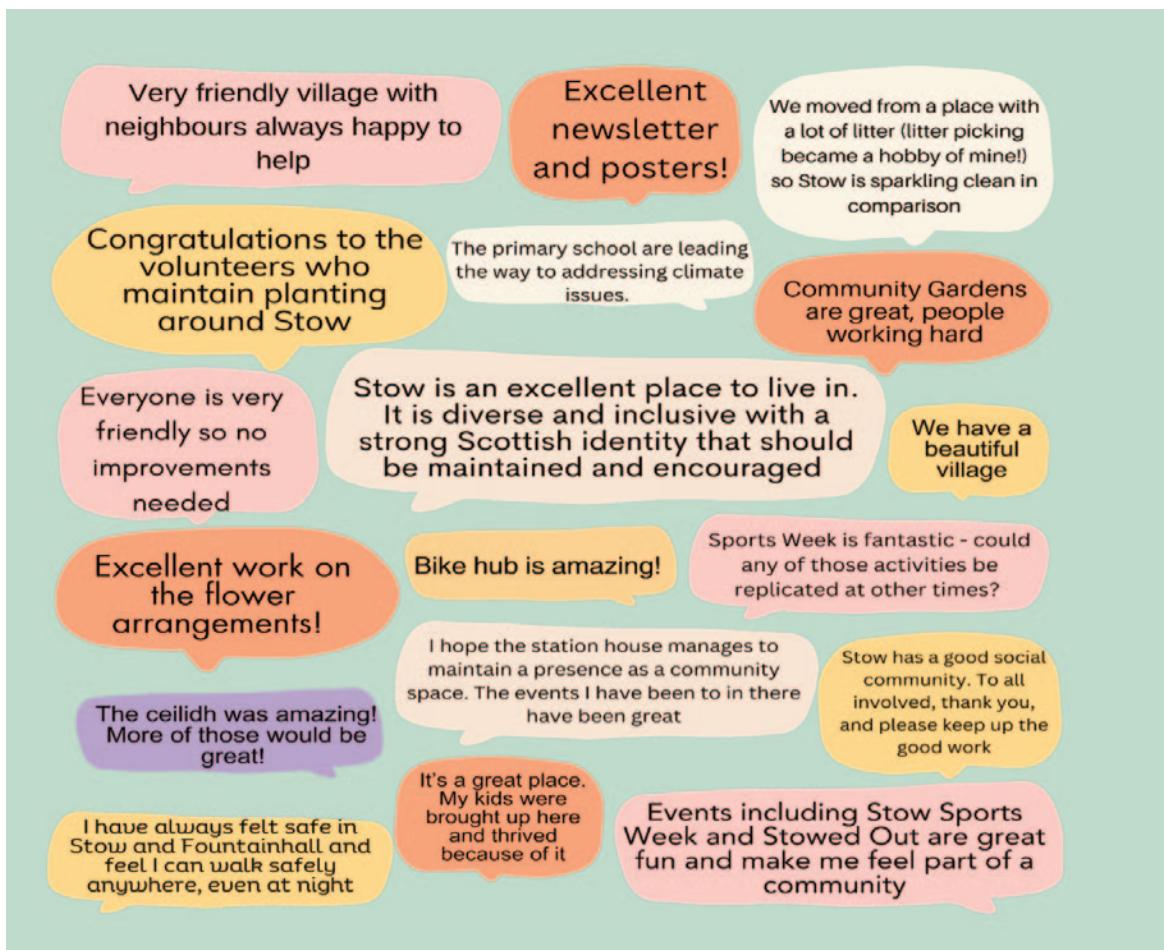 Very friendly village with
neighbours always happy to
help
Excellent
newsletter
and posters!
We moved from a place with
a lot of litter (litter picking
became a hobby of mine!)
so Stow is sparkling clean in
comparison
Congratulations to the
volunteers who
maintain planting
around Stow
The primary school are leading
the way to addressing climate
issues.
Community Gardens
are great, people
working hard
Everyone is very
friendly so no
improvements
needed
Stow is an excellent place to live in.
It is diverse and inclusive with a
strong Scottish identity that should
be maintained and encouraged
We have a
beautiful
village
Excellent work on
the flower
arrangements!
Bike hub is amazing!
Sports Week is fantastic - could
any of those activities be
replicated at other times?
I hope the station house manages to
maintain a presence as a community
space. The events I have been to in there
have been great
Stow has a good social
community. To all
involved, thank you,
and please keep up the
good work
The ceilidh was amazing!
More of those would be
great!
It's a great place.
My kids were
brought up here
and thrived
because of it
I have always felt safe in
Stow and Fountainhall and
feel I can walk safely
anywhere, even at night
Events including Stow Sports
Week and Stowed Out are great
fun and make me feel part of a
community